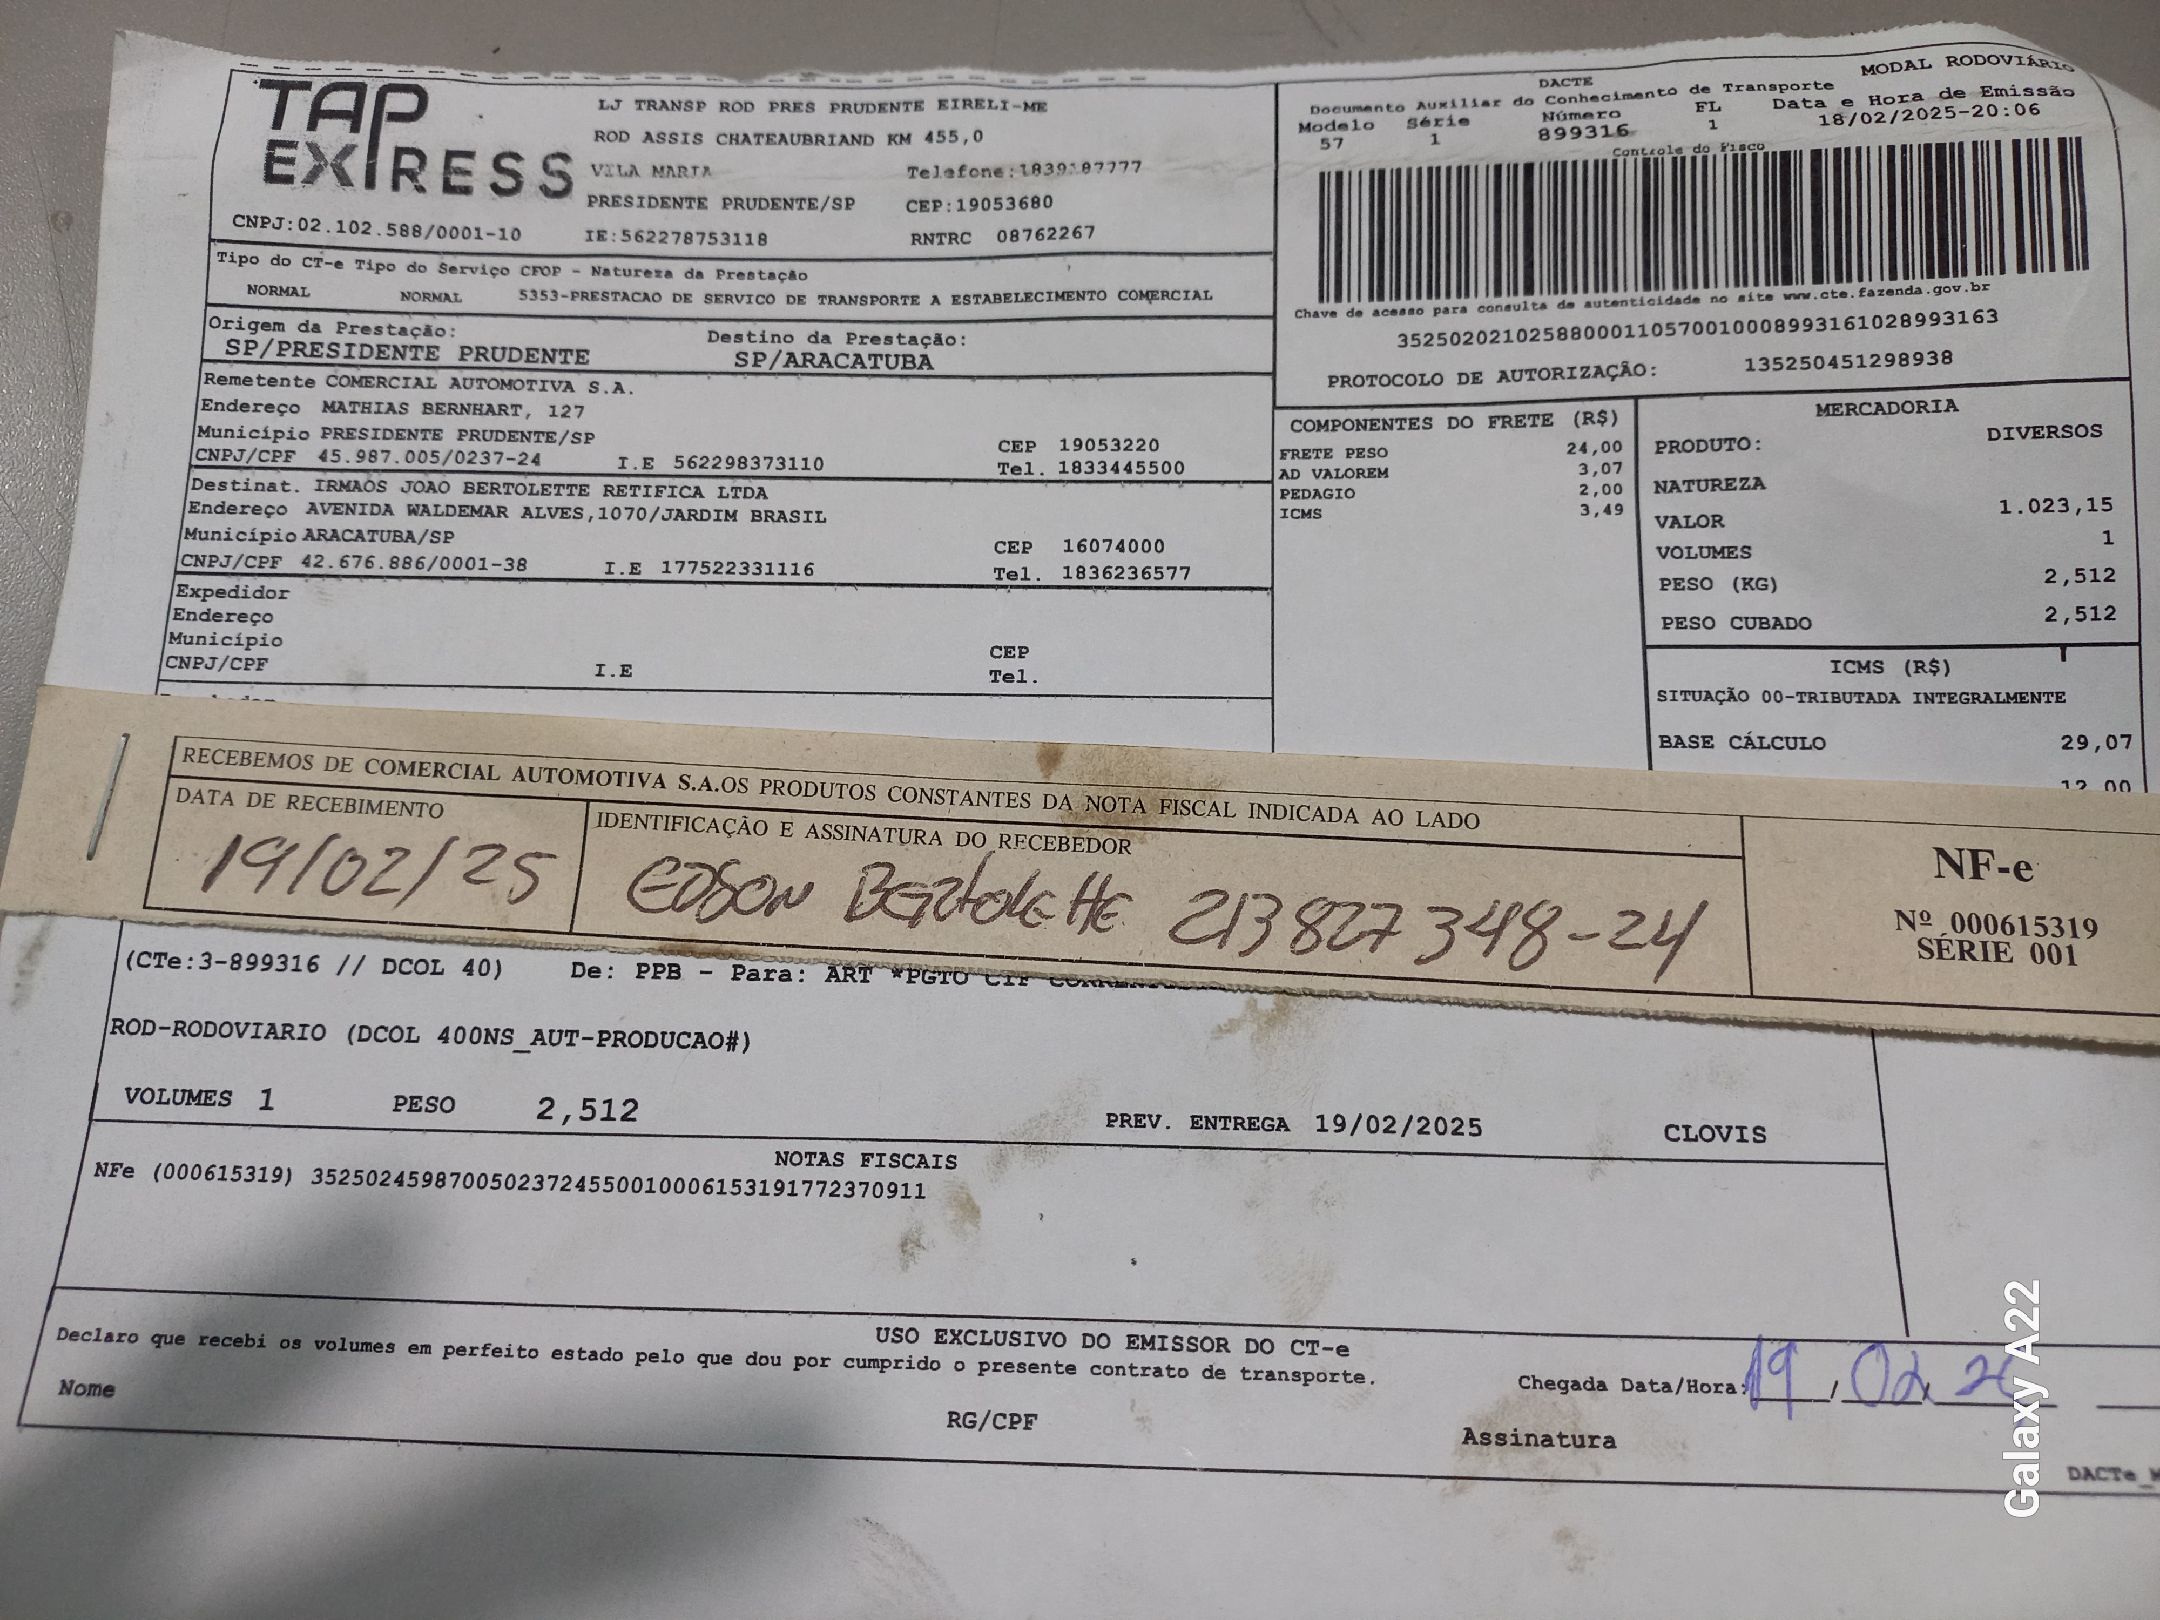 TAP EXPRESS
LJ TRANSP ROD PRES PRUDENTE EIRELI-ME
ROD ASSIS CHATEAUBRIAND KM 455,0
VILA MARIA Telefone:
PRESIDENTE PRUDENTE/SP CEP:19053680
CNPJ:02.102.588/0001-10 IE:562278753118 RNTRC 08762267
DACTE MODAL RODOVIÁRIO
Documento Auxiliar do Conhecimento de Transporte
Modelo Série Número FL Data e Hora de Emissão
57 1 899316 1 18/02/2025-20:06
Controle do Fisco
Chave de acesso para consulta de autenticidade no site www.cte.fazenda.gov.br
35250202102588000110570010008993161028993163
PROTOCOLO DE AUTORIZAÇÃO: 135250451298938
Tipo do CT-e Tipo do Serviço CFOP - Natureza da Prestação
NORMAL NORMAL 5353-PRESTACAO DE SERVICO DE TRANSPORTE A ESTABELECIMENTO COMERCIAL
Origem da Prestação: Destino da Prestação:
SP/PRESIDENTE PRUDENTE SP/ARACATUBA
Remetente COMERCIAL AUTOMOTIVA S.A.
Endereço MATHIAS BERNHART, 127
Município PRESIDENTE PRUDENTE/SP CEP 19053220
CNPJ/CPF 45.987.005/0237-24 I.E 562298373110 Tel. 1833445500
Destinat. IRMAOS JOAO BERTOLETTE RETIFICA LTDA
Endereço AVENIDA WALDEMAR ALVES,1070/JARDIM BRASIL
Município ARACATUBA/SP CEP 16074000
CNPJ/CPF 42.676.886/0001-38 I.E 177522331116 Tel. 1836236577
Expedidor
Endereço
Município CEP
CNPJ/CPF I.E Tel.
COMPONENTES DO FRETE (R$)
FRETE PESO 24,00
AD VALOREM 3,07
PEDAGIO 2,00
ICMS 3,49
MERCADORIA
PRODUTO: DIVERSOS
NATUREZA
VALOR 1.023,15
VOLUMES 1
PESO (KG) 2,512
PESO CUBADO 2,512
ICMS (R$)
SITUAÇÃO 00-TRIBUTADA INTEGRALMENTE
BASE CÁLCULO 29,07
12,00
RECEBEMOS DE COMERCIAL AUTOMOTIVA S.A.OS PRODUTOS CONSTANTES DA NOTA FISCAL INDICADA AO LADO
DATA DE RECEBIMENTO IDENTIFICAÇÃO E ASSINATURA DO RECEBEDOR
19/02/25 EDSON Bertolette 213827348-24
NF-e
Nº 000615319
SÉRIE 001
(CTe:3-899316 // DCOL 40) De: PPB - Para: ART *PGTO CIF
ROD-RODOVIARIO (DCOL 400NS_AUT-PRODUCAO#)
VOLUMES 1 PESO 2,512 PREV. ENTREGA 19/02/2025 CLOVIS
NOTAS FISCAIS
NFe (000615319) 35250245987005023724550010006153191772370911
USO EXCLUSIVO DO EMISSOR DO CT-e
Declaro que recebi os volumes em perfeito estado pelo que dou por cumprido o presente contrato de transporte.
Nome RG/CPF Assinatura
Chegada Data/Hora: 19/02/
DACTe
Galaxy A22